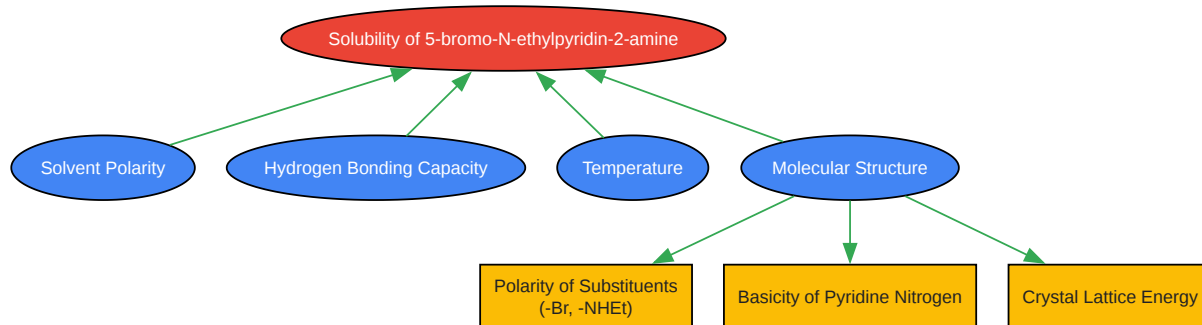 Solubility of 5-bromo-N-ethylpyridin-2-amine
Solvent Polarity
Hydrogen Bonding Capacity
Temperature
Molecular Structure
Polarity of Substituents
(-Br, -NHEt)
Basicity of Pyridine Nitrogen
Crystal Lattice Energy